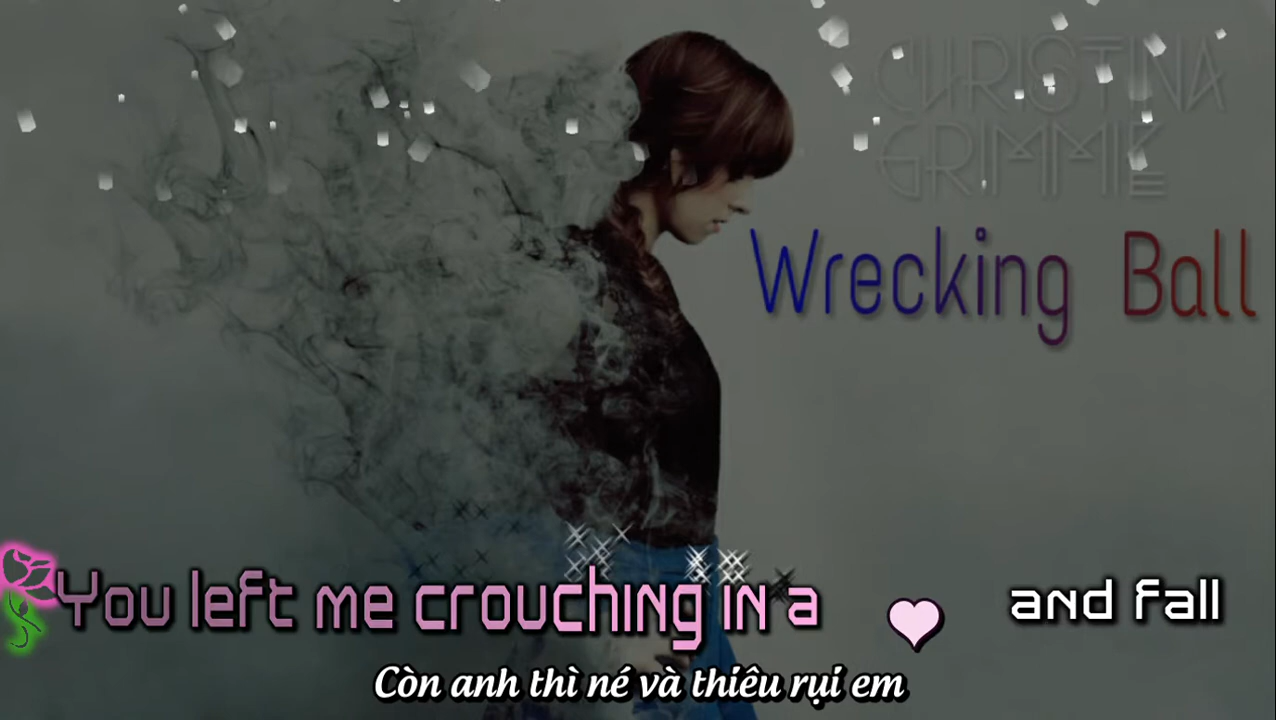 CHRISTINA
GRIMMIE
Wrecking Ball
You left me crouching in a and fall
Còn anh thì né và thiêu rụi em